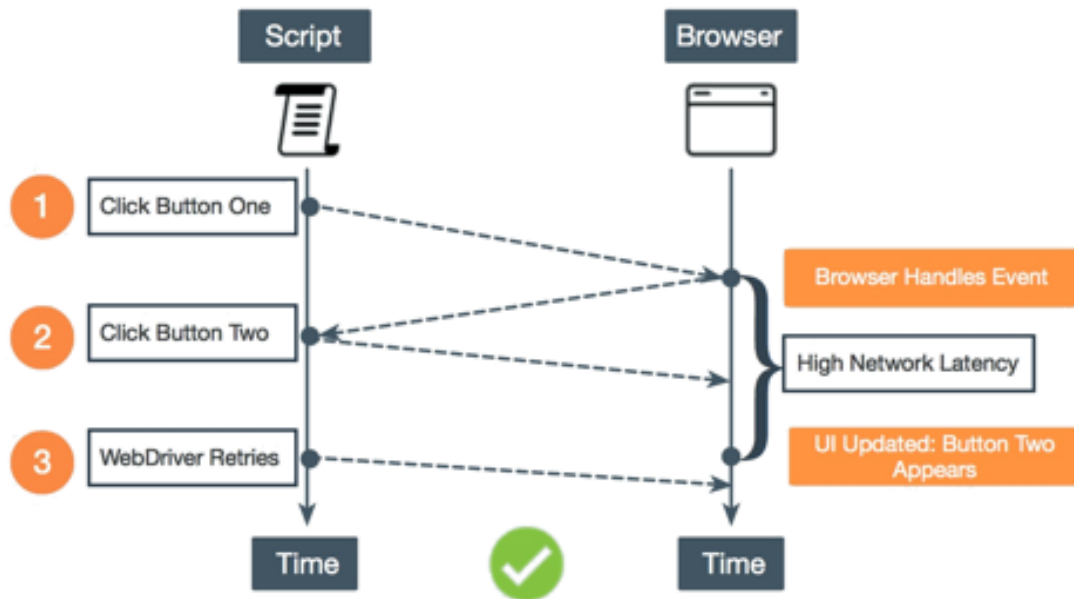 Script
Browser
1
Click Button One
Browser Handles Event
2
Click Button Two
High Network Latency
3
WebDriver Retries
UI Updated: Button Two
Appears
Time
Time